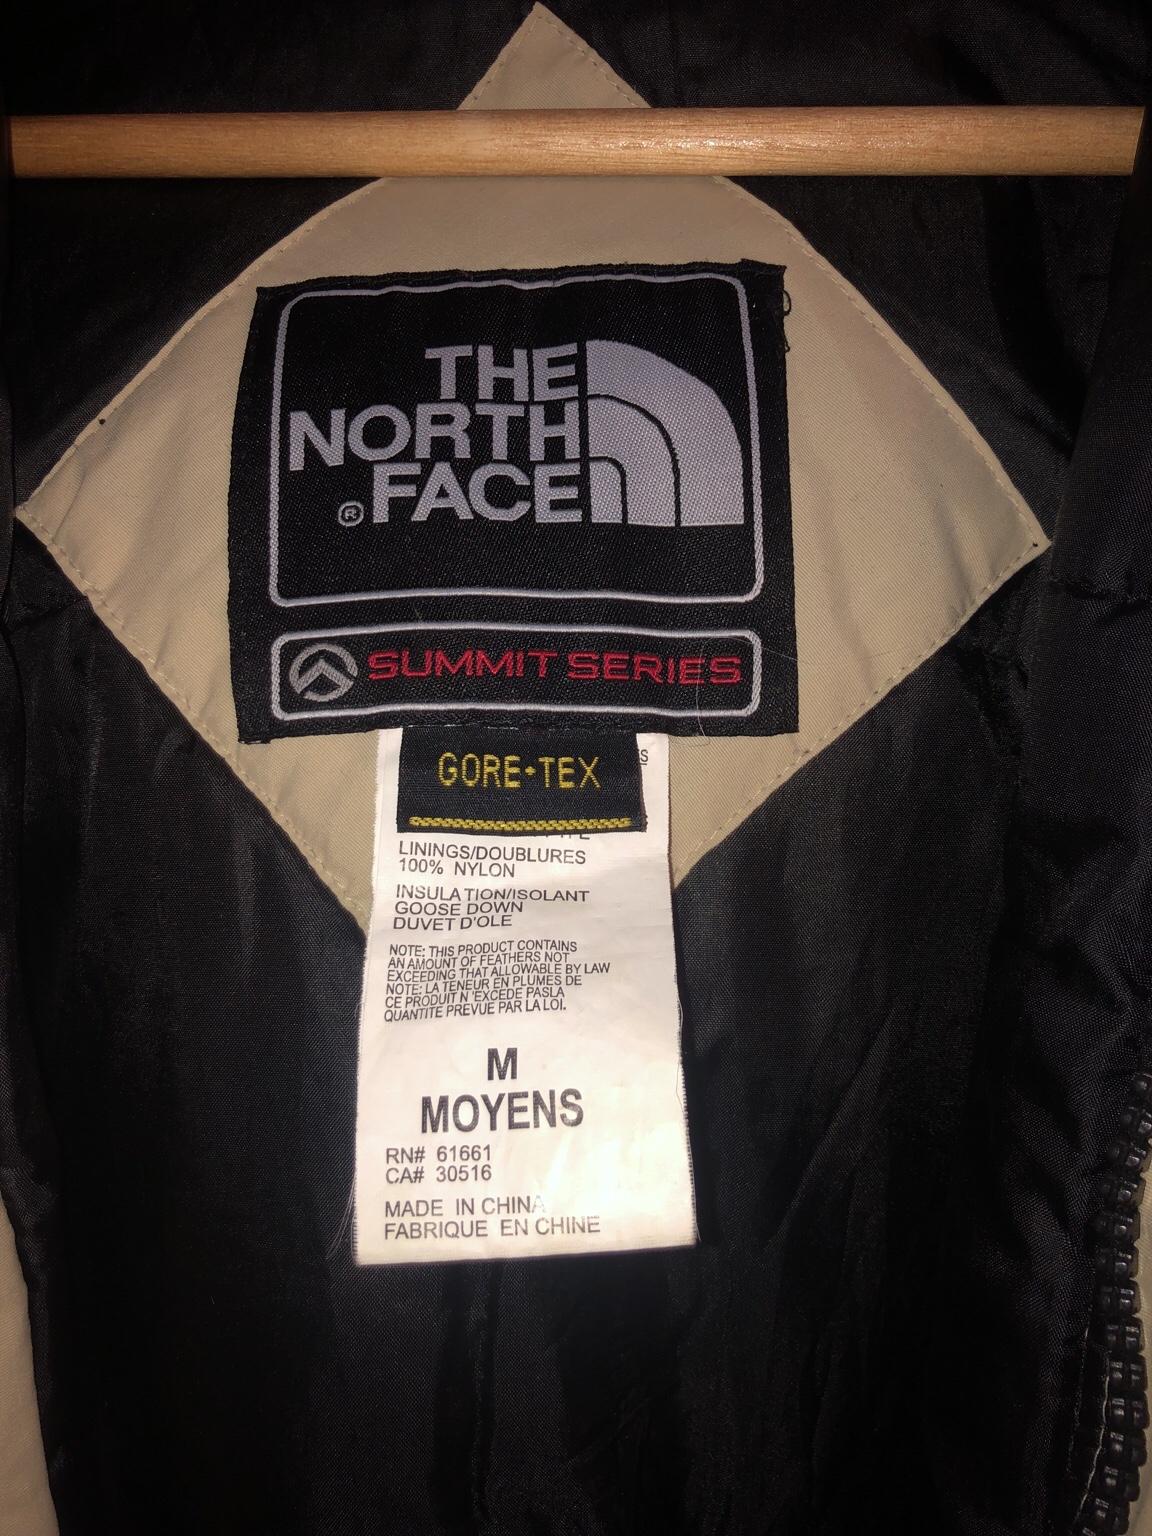 THE
NORTH
®FACE
SUMMIT SERIES
GORE-TEX
LININGS/DOUBLURES
100% NYLON
INSULATION/ISOLANT
GOOSE DOWN
DUVET D'OLE
NOTE: THIS PRODUCT CONTAINS
AN AMOUNT OF FEATHERS NOT
EXCEEDING THAT ALLOWABLE BY LAW
NOTE: LA TENEUR EN PLUMES DE
CE PRODUCT N'EXCEDE PASLA
QUANTITE PREVUE PAR LA LOI.
M
MOYENS
RN# 61661
CA# 30516
MADE IN CHINA
FABRIQUE EN CHINE